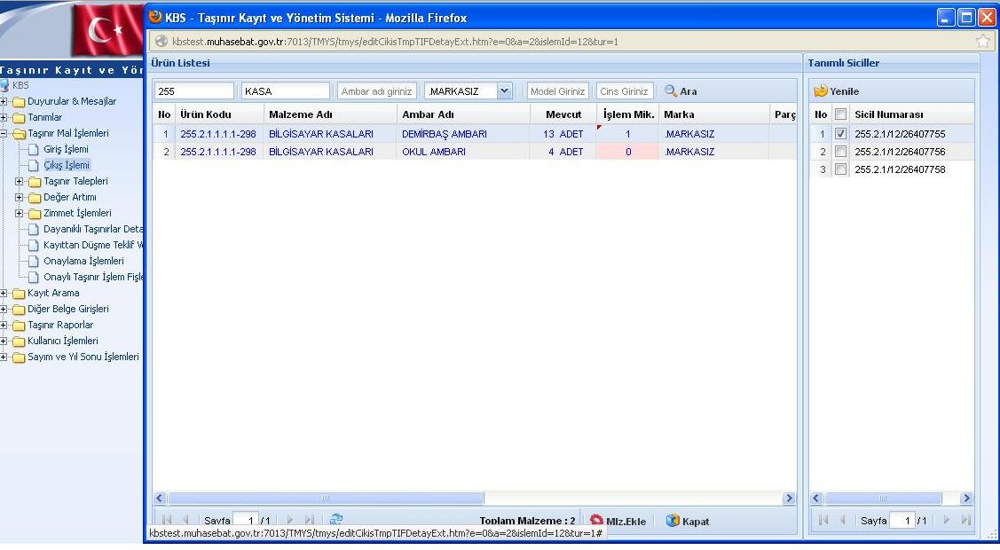 KBS - Taşınır Kayıt ve Yönetim Sistemi - Mozilla Firefox
kbstest.muhasebat.gov.tr:7013/TMYS/tmys/editCikisTmpTIFDetayExt.htm?e=0&a=2&islemId=12&tur=1
Taşınır Kayıt ve Yön
KBS
Duyurular & Mesajlar
Tanımlar
Taşınır Mal İşlemleri
Giriş İşlemi
Çıkış İşlemi
Taşınır Talepleri
Değer Artımı
Zimmet İşlemleri
Dayanıklı Taşınırlar Deta
Kayıttan Düşme Teklif V
Onaylama İşlemleri
Onaylı Taşınır İşlem Fişle
Kayıt Arama
Diğer Belge Girişleri
Taşınır Raporlar
Kullanıcı İşlemleri
Sayım ve Yıl Sonu İşlemleri
Ürün Listesi
255 KASA Ambar adı giriniz .MARKASIZ Model Giriniz Cins Giriniz Ara
No Ürün Kodu Malzeme Adı Ambar Adı Mevcut İşlem Mik. Marka Parç
1 255.2.1.1.1.1-298 BİLGİSAYAR KASALARI DEMİRBAŞ AMBARI 13 ADET 1 .MARKASIZ
2 255.2.1.1.1.1-298 BİLGİSAYAR KASALARI OKUL AMBARI 4 ADET 0 .MARKASIZ
Sayfa 1 / 1 Toplam Malzeme : 2 Mlz.Ekle Kapat
kbstest.muhasebat.gov.tr:7013/TMYS/tmys/editCikisTmpTIFDetayExt.htm?e=0&a=2&islemId=12&tur=1#
Tanımlı Siciller
Yenile
No Sicil Numarası
1 255.2.1/12/26407755
2 255.2.1/12/26407756
3 255.2.1/12/26407758
Sayfa 1 / 1